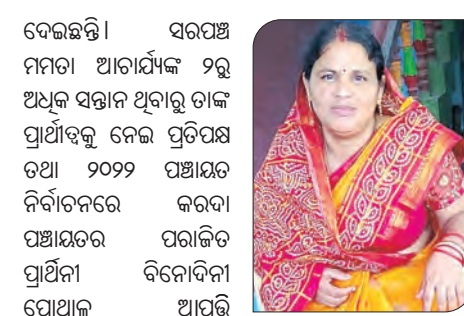 ଦେଇଛନ୍ତି। ସରପଞ୍ଚ
ମମତା ଆଚାର୍ଯ୍ୟଙ୍କ ୨ରୁ
ଅଧିକ ସନ୍ତାନ ଥିବାରୁ ତାଙ୍କ
ପ୍ରାର୍ଥୀତ୍ୱକୁ ନେଇ ପ୍ରତିପକ୍ଷ
ତଥା ୨୦୨୨ ପଞ୍ଚାୟତ
ନିର୍ବାଚନରେ କରଦା
ପଞ୍ଚାୟତର ପରାଜିତ
ପ୍ରାର୍ଥିନୀ ବିନୋଦିନୀ
ପୋଥାଳ ଆପତ୍ତି